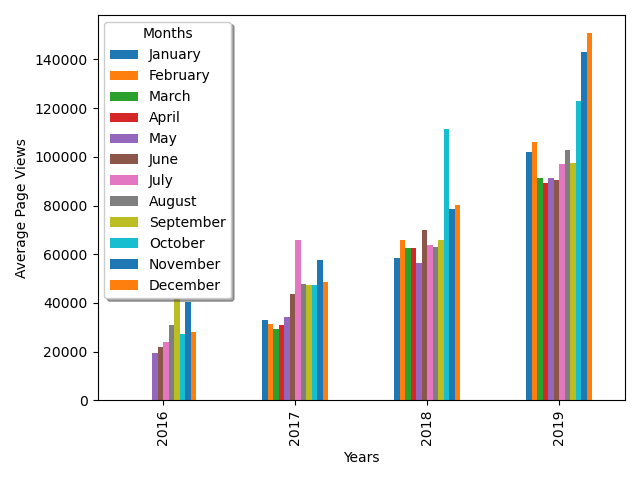 Months
January
February
March
April
May
June
July
August
September
October
November
December
140000
120000
100000
80000
60000
40000
20000
0
Average Page Views
2016
2017
2018
2019
Years